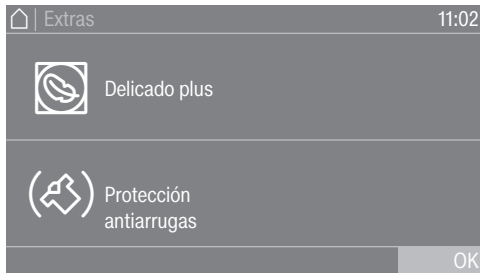 Extras 11:02
Delicado plus
Protección
antiarrugas
OK